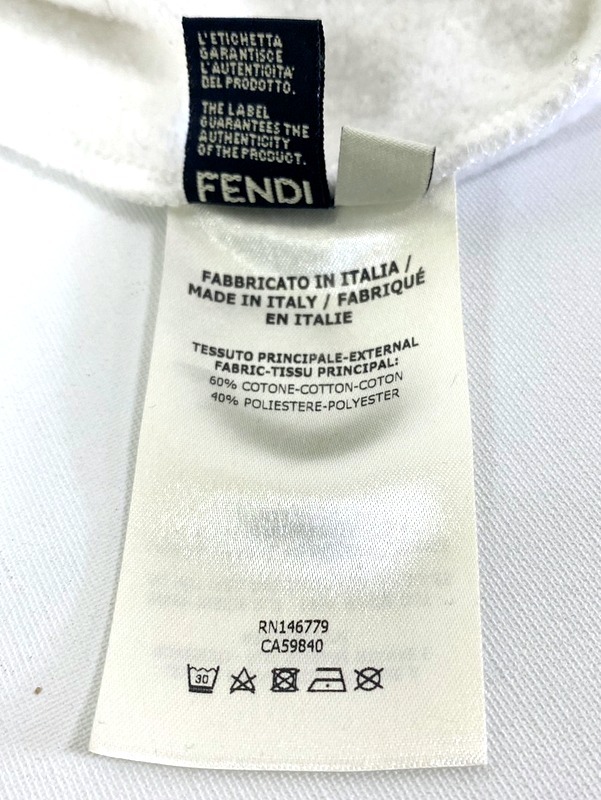 L'ETICHETTA
GARANTISCE
L'AUTENTICITA'
DEL PRODOTTO.
THE LABEL
GUARANTEES THE
AUTHENTICITY
OF THE PRODUCT.
FENDI
FABBRICATO IN ITALIA /
MADE IN ITALY / FABRIQUÉ
EN ITALIE
TESSUTO PRINCIPALE-EXTERNAL
FABRIC-TISSU PRINCIPAL:
60% COTONE-COTTON-COTON
40% POLIESTERE-POLYESTER
RN146779
CA59840
30